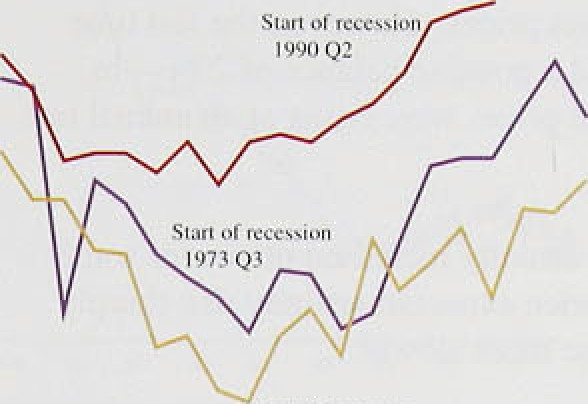 Start of recession
1990 Q2
Start of recession
1973 Q3